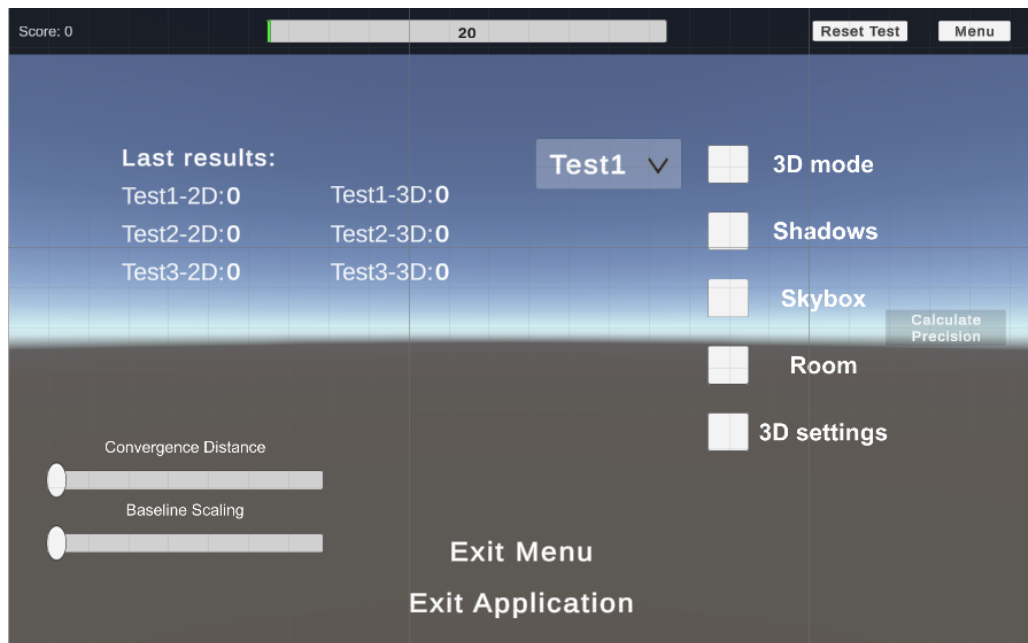 Score: 0
20
Reset Test
Menu
Last results:
Test1-2D:0
Test1-3D:0
Test2-2D:0
Test2-3D:0
Test3-2D:0
Test3-3D:0
Test1
3D mode
Shadows
Skybox
Calculate
Precision
Room
3D settings
Convergence Distance
Baseline Scaling
Exit Menu
Exit Application